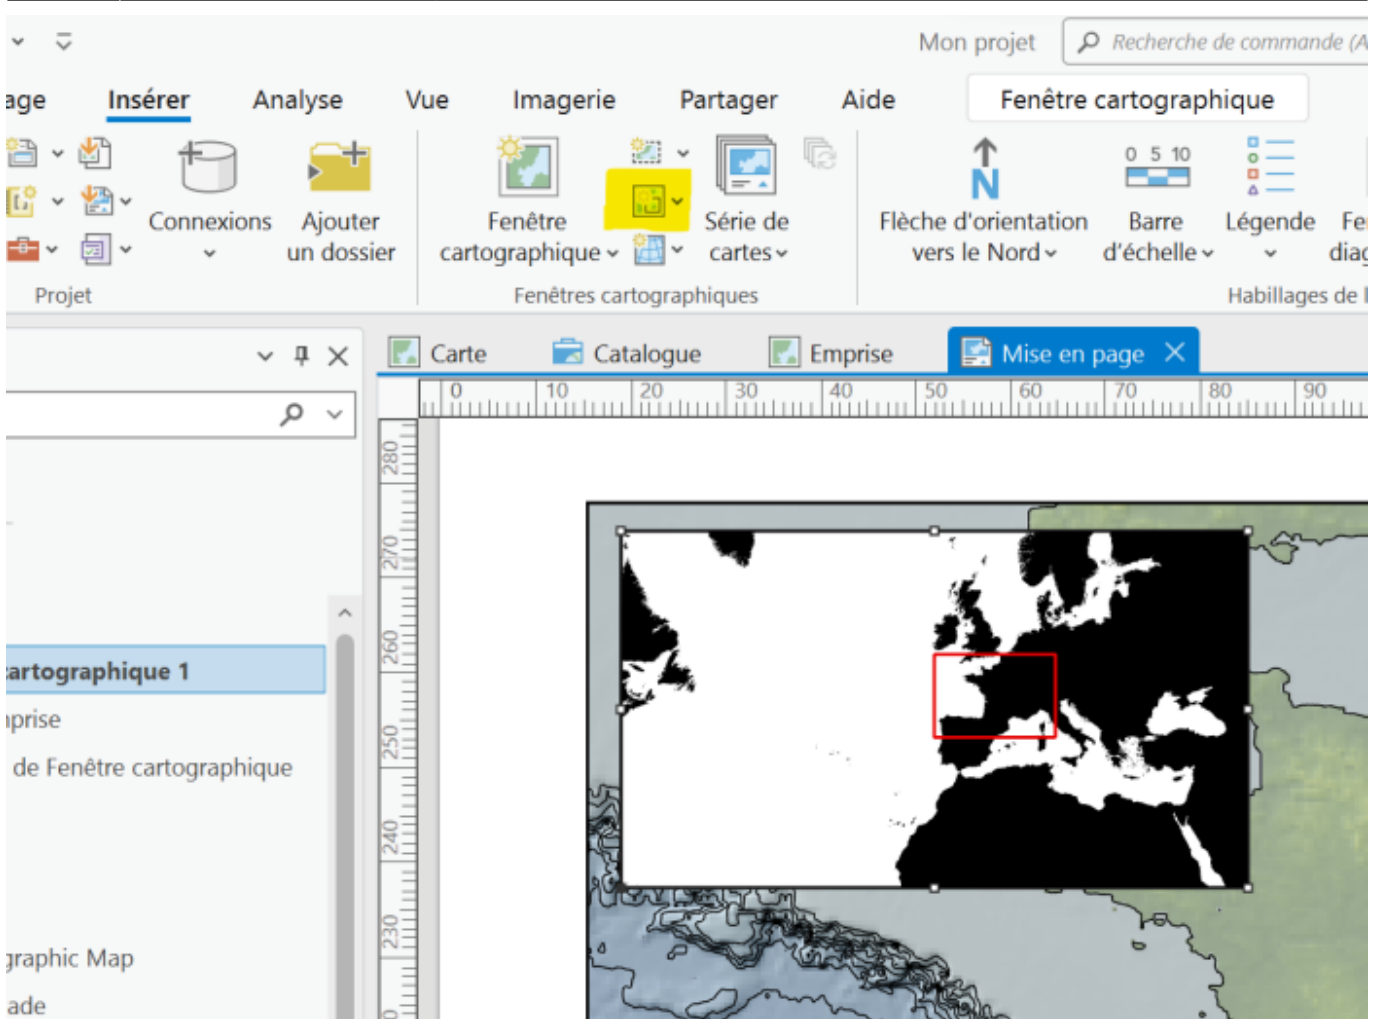 Mon projet
Recherche de commande (A
age Insérer Analyse Vue Imagerie Partager Aide Fenêtre cartographique
0 5 10
N
Connexions
Ajouter
un dossier
Fenêtre
cartographique
Série de
cartes
Flèche d'orientation
vers le Nord
Barre
d'échelle
Légende
Fe
diag
Projet
Fenêtres cartographiques
Habillages de l
Carte Catalogue Emprise Mise en page
0 10 20 30 40 50 60 70 80 90
280
270
260
250
240
230
cartographique 1
prise
de Fenêtre cartographique
graphic Map
ade